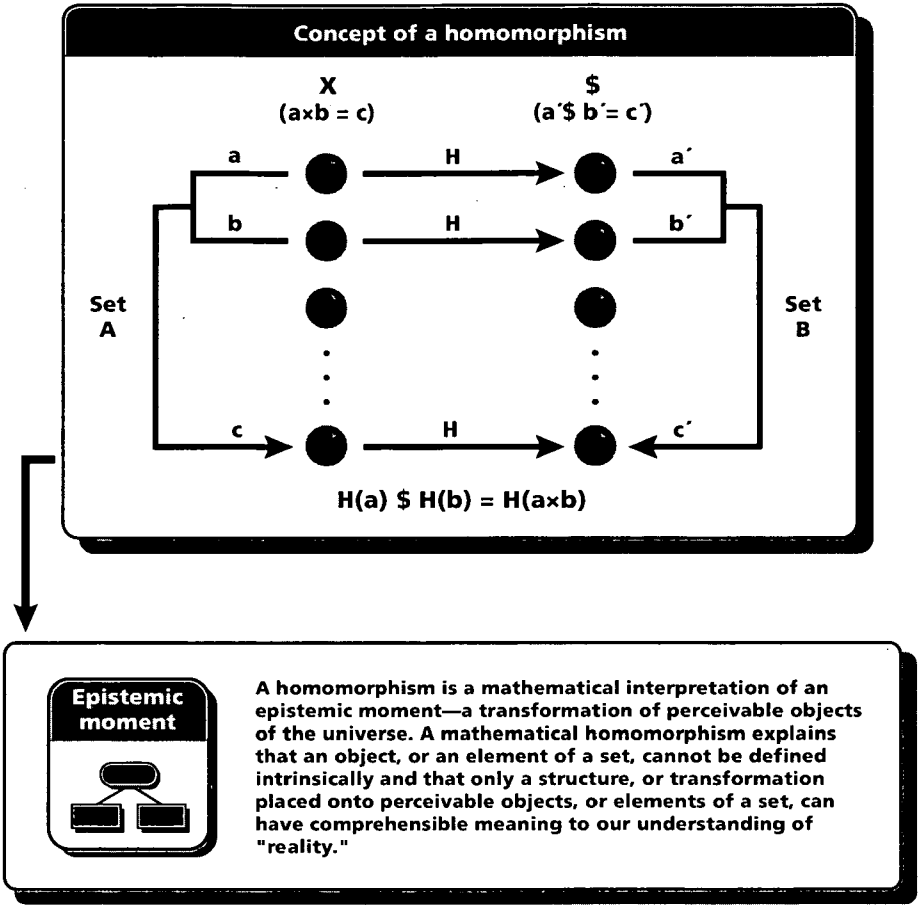 Concept of a homomorphism
X $
(a×b = c) (a´$ b´= c´)
a H a´
b H b´
Set Set
A B
c H c´
H(a) $ H(b) = H(a×b)
Epistemic
moment
A homomorphism is a mathematical interpretation of an
epistemic moment—a transformation of perceivable objects
of the universe. A mathematical homomorphism explains
that an object, or an element of a set, cannot be defined
intrinsically and that only a structure, or transformation
placed onto perceivable objects, or elements of a set, can
have comprehensible meaning to our understanding of
"reality."